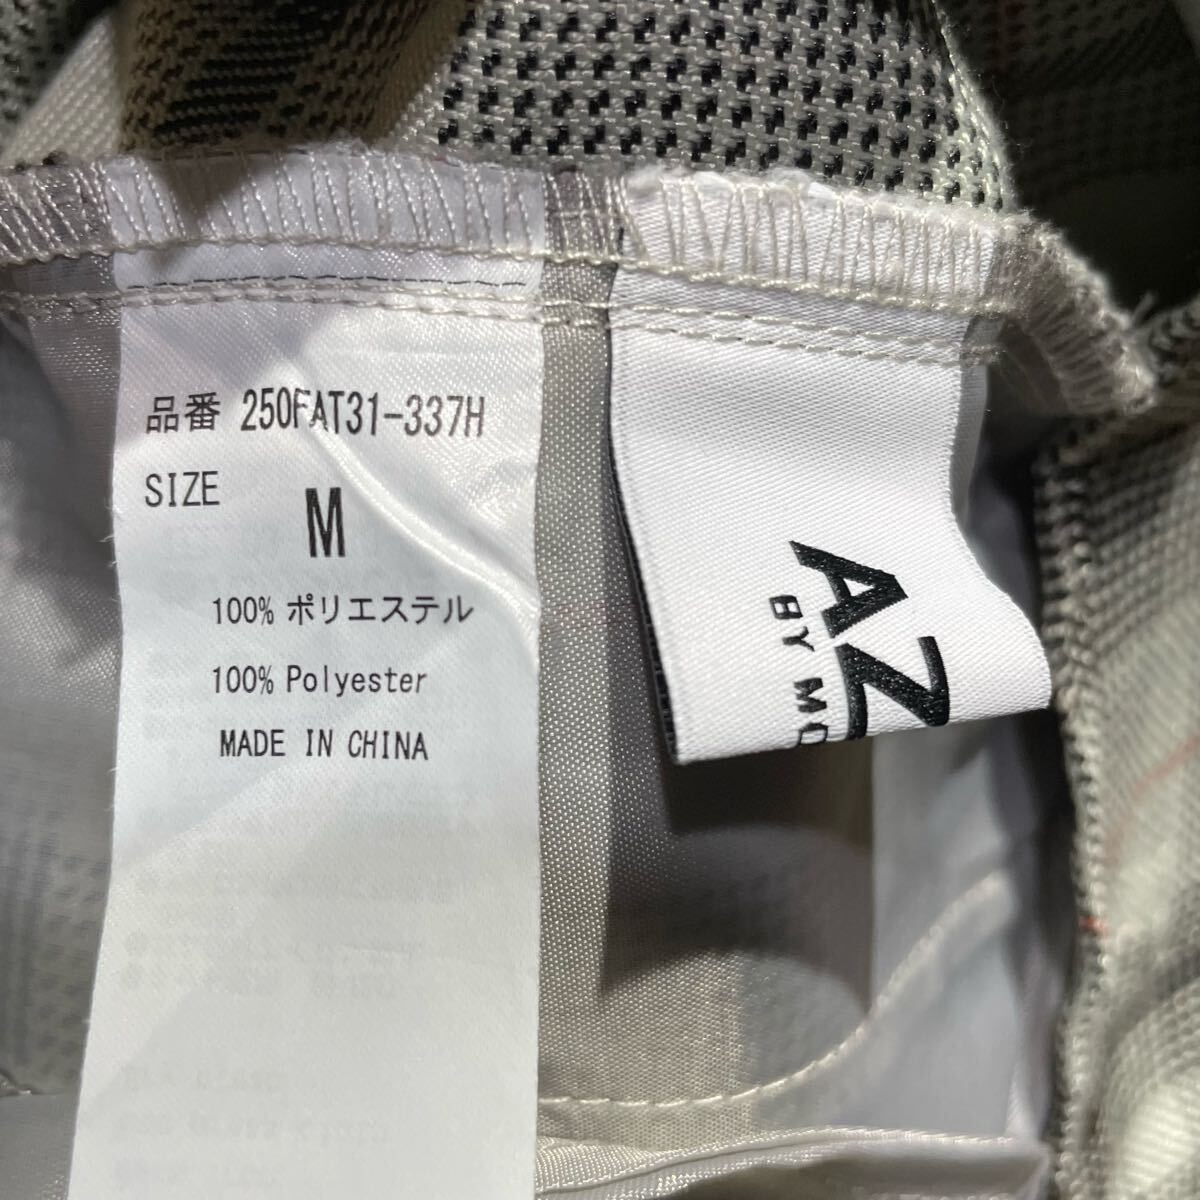 品番 250FAT31-337H
SIZE M
100% ポリエステル
100% Polyester
MADE IN CHINA
AZ
BY MO